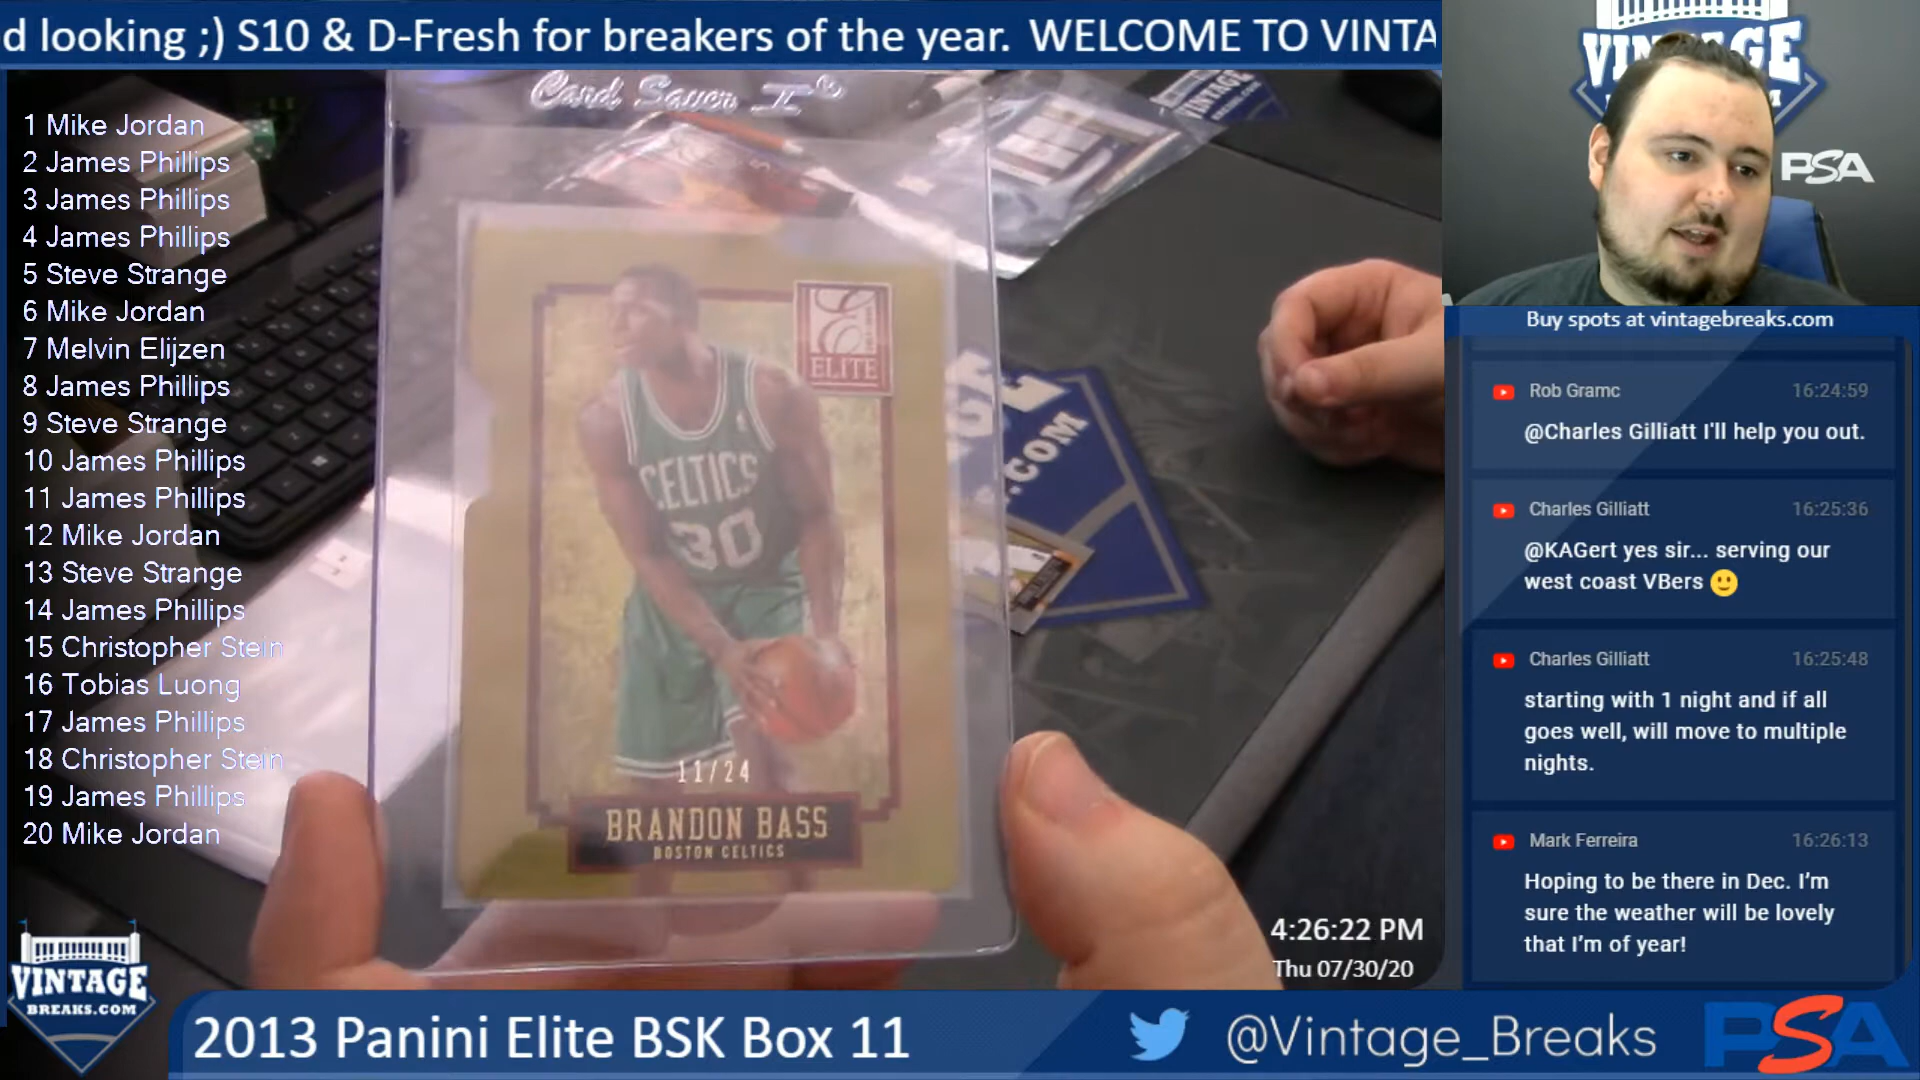 d looking ;) S10 & D-Fresh for breakers of the year. WELCOME TO VINTA
VINTAGE
PSA
Card Saver II
1 Mike Jordan
2 James Phillips
3 James Phillips
4 James Phillips
5 Steve Strange
6 Mike Jordan
7 Melvin Elijzen
8 James Phillips
9 Steve Strange
10 James Phillips
11 James Phillips
12 Mike Jordan
13 Steve Strange
14 James Phillips
15 Christopher Stein
16 Tobias Luong
17 James Phillips
18 Christopher Stein
19 James Phillips
20 Mike Jordan
ELITE
CELTICS
30
11/24
BRANDON BASS
BOSTON CELTICS
.COM
Buy spots at vintagebreaks.com
Rob Gramc 16:24:59
@Charles Gilliatt I'll help you out.
Charles Gilliatt 16:25:36
@KAGert yes sir... serving our
west coast VBers 🙂
Charles Gilliatt 16:25:48
starting with 1 night and if all
goes well, will move to multiple
nights.
Mark Ferreira 16:26:13
Hoping to be there in Dec. I'm
sure the weather will be lovely
that I'm of year!
4:26:22 PM
Thu 07/30/20
VINTAGE
BREAKS.COM
2013 Panini Elite BSK Box 11
@Vintage_Breaks
PSA